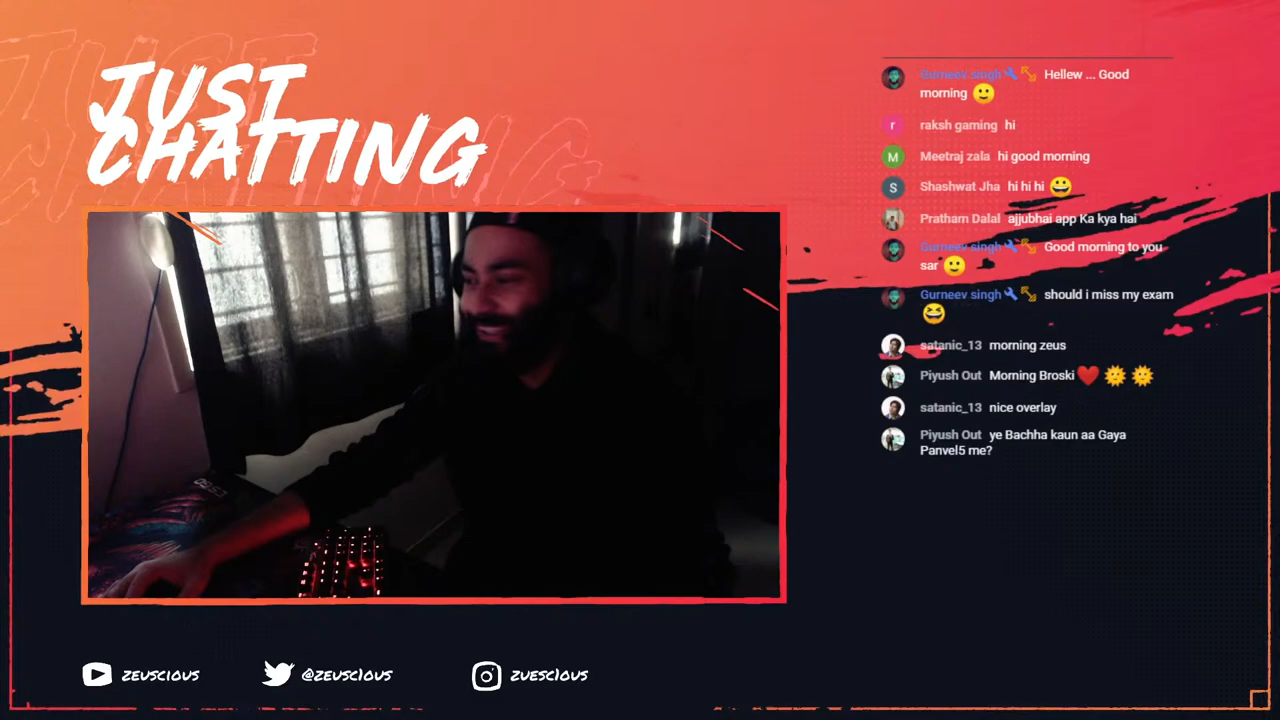 JUST
CHATTING
Gurneev singh Hellew ... Good
morning
raksh gaming hi
Meetraj zala hi good morning
Shashwat Jha hi hi hi
Pratham Dalal ajjubhai app Ka kya hai
Gurneev singh Good morning to you
sar
Gurneev singh should i miss my exam
satanic_13 morning zeus
Piyush Out Morning Broski
satanic_13 nice overlay
Piyush Out ye Bachha kaun aa Gaya
Panvel5 me?
ZEUSC1OUS @ZEUSC1OUS ZUESC1OUS